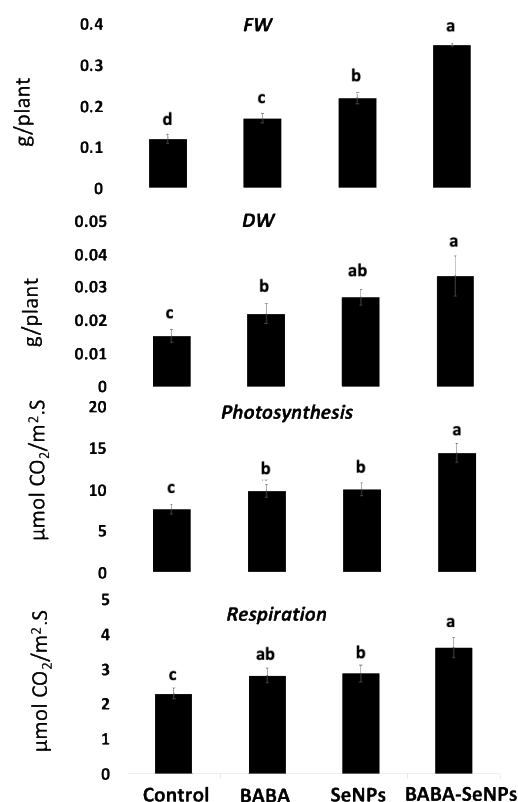 FW
g/plant
0.4
0.3
0.2
0.1
0
d
c
b
a
DW
g/plant
0.05
0.04
0.03
0.02
0.01
0
c
b
ab
a
Photosynthesis
µmol CO2/m².S
20
15
10
5
0
c
b
b
a
Respiration
µmol CO2/m².S
5
4
3
2
1
0
c
ab
b
a
Control BABA SeNPs BABA-SeNPs